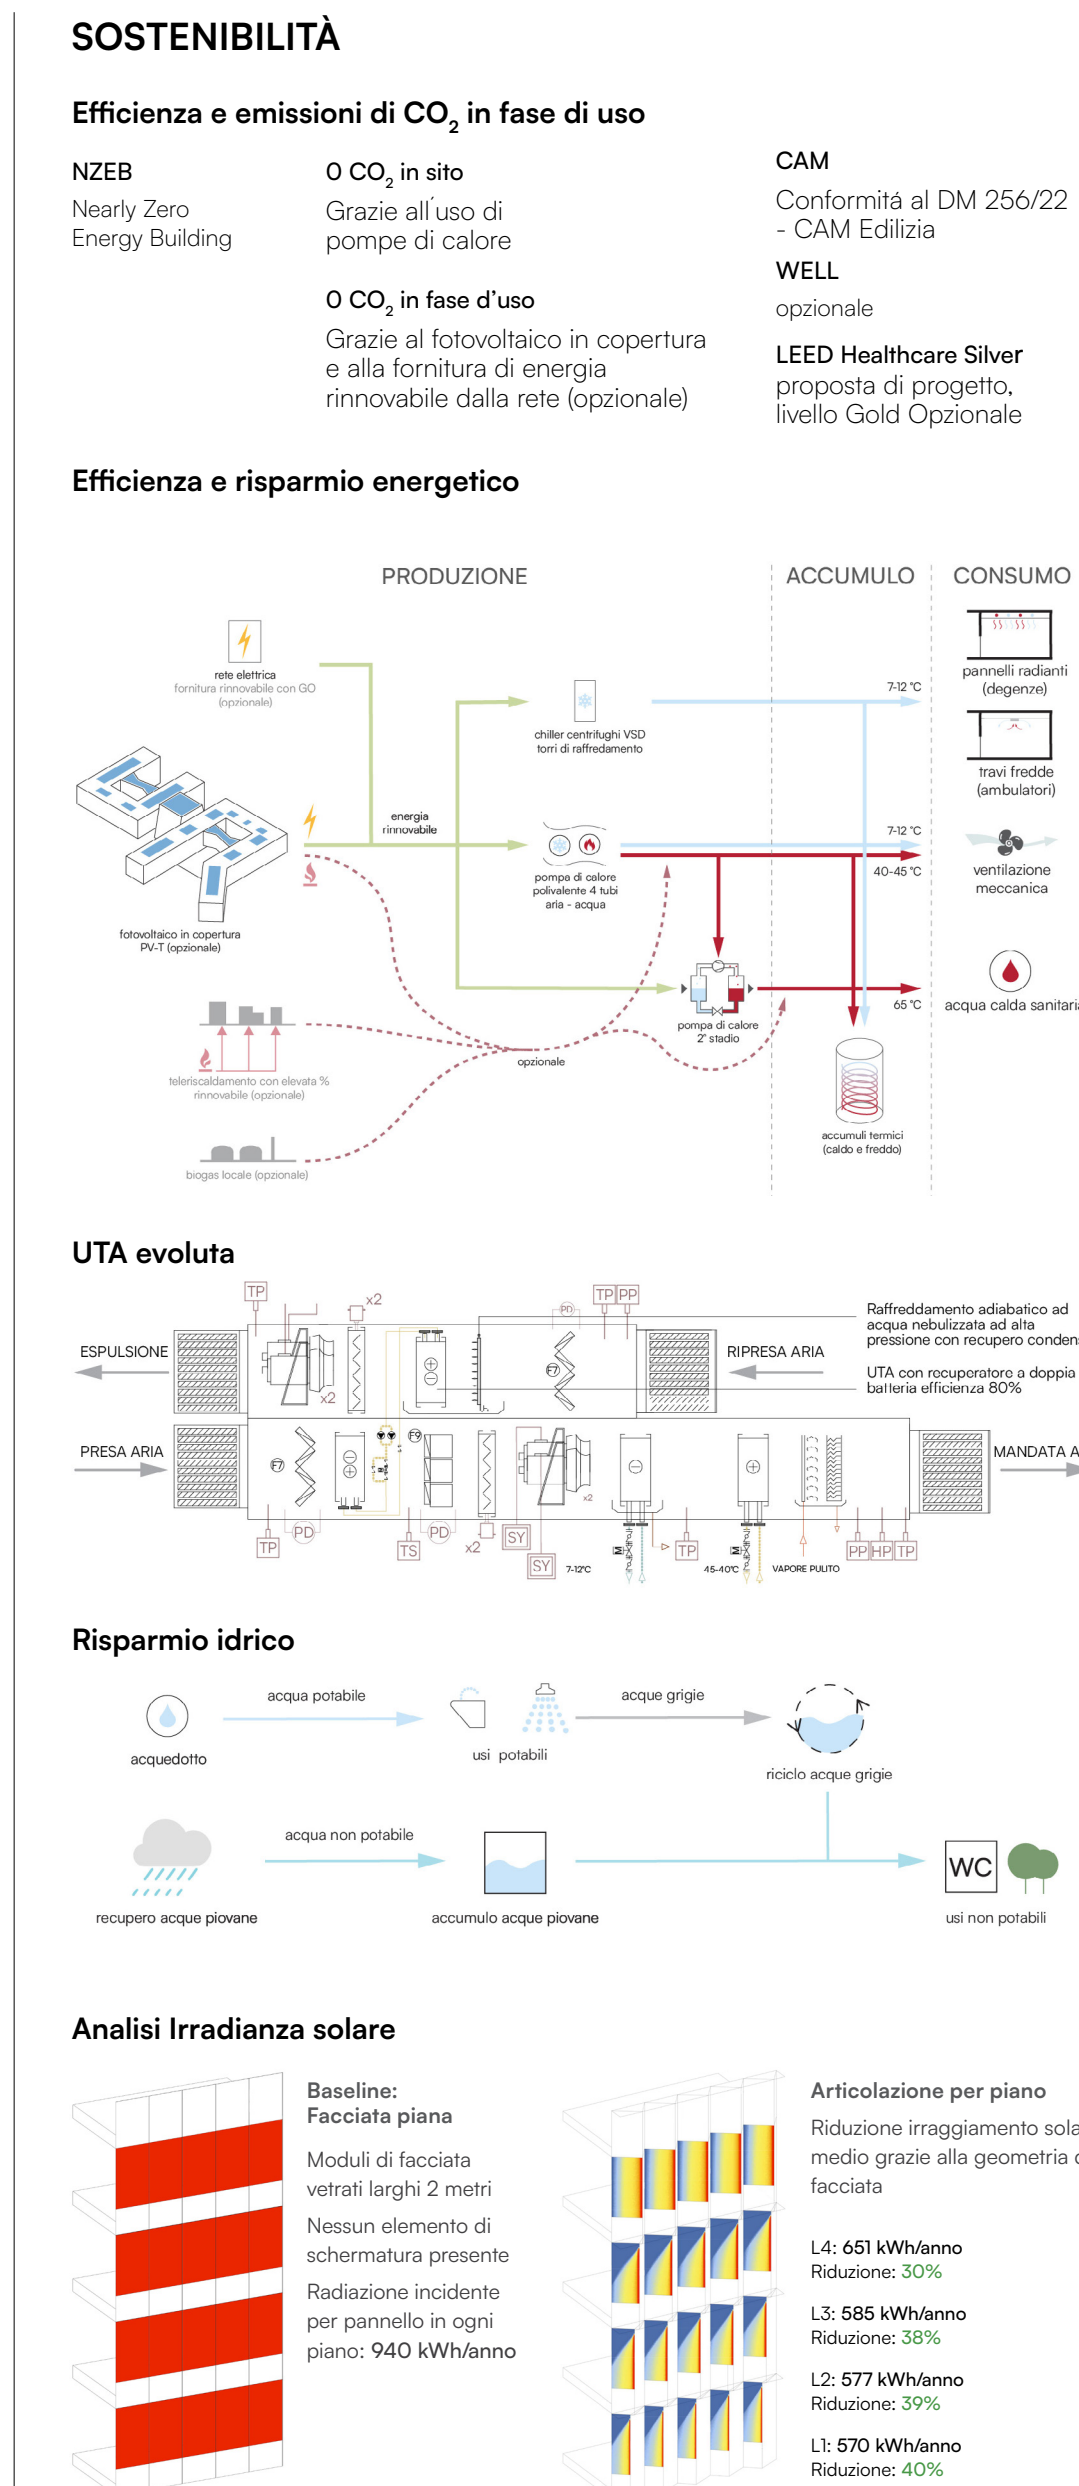 SOSTENIBILITÀ
Efficienza e emissioni di CO₂ in fase di uso
NZEB
Nearly Zero
Energy Building
0 CO₂ in sito
Grazie all´uso di
pompe di calore
0 CO₂ in fase d’uso
Grazie al fotovoltaico in copertura
e alla fornitura di energia
rinnovabile dalla rete (opzionale)
CAM
Conformitá al DM 256/22
- CAM Edilizia
WELL
opzionale
LEED Healthcare Silver
proposta di progetto,
livello Gold Opzionale
Efficienza e risparmio energetico
PRODUZIONE
ACCUMULO
CONSUMO
rete elettrica
fornitura rinnovabile con GO
(opzionale)
chiller centrifughi VSD
torri di raffreddamento
7-12 °C
pannelli radianti
(degenze)
travi fredde
(ambulatori)
energia
rinnovabile
7-12 °C
40-45 °C
pompa di calore
polivalente 4 tubi
aria - acqua
ventilazione
meccanica
fotovoltaico in copertura
PV-T (opzionale)
65 °C
acqua calda sanitaria
pompa di calore
2° stadio
opzionale
teleriscaldamento con elevata %
rinnovabile (opzionale)
accumuli termici
(caldo e freddo)
biogas locale (opzionale)
UTA evoluta
TP
x2
PD
TP PP
Raffreddamento adiabatico ad
acqua nebulizzata ad alta
pressione con recupero condens
ESPULSIONE
RIPRESA ARIA
F7
x2
UTA con recuperatoro a doppia
batteria efficienza 80%
PRESA ARIA
F7
F9
MANDATA A
x2
TP
PD
TS
PD
x2
SY
SY
7-12°C
M
TP
45-40°C
M
VAPORE PULITO
PP HP TP
Risparmio idrico
acqua potabile
acque grigie
acquedotto
usi potabili
riciclo acque grigie
acqua non potabile
WC
recupero acque piovane
accumulo acque piovane
usi non potabili
Analisi Irradianza solare
Baseline:
Facciata piana
Moduli di facciata
vetrati larghi 2 metri
Nessun elemento di
schermatura presente
Radiazione incidente
per pannello in ogni
piano: 940 kWh/anno
Articolazione per piano
Riduzione irraggiamento sola
medio grazie alla geometria d
facciata
L4: 651 kWh/anno
Riduzione: 30%
L3: 585 kWh/anno
Riduzione: 38%
L2: 577 kWh/anno
Riduzione: 39%
L1: 570 kWh/anno
Riduzione: 40%